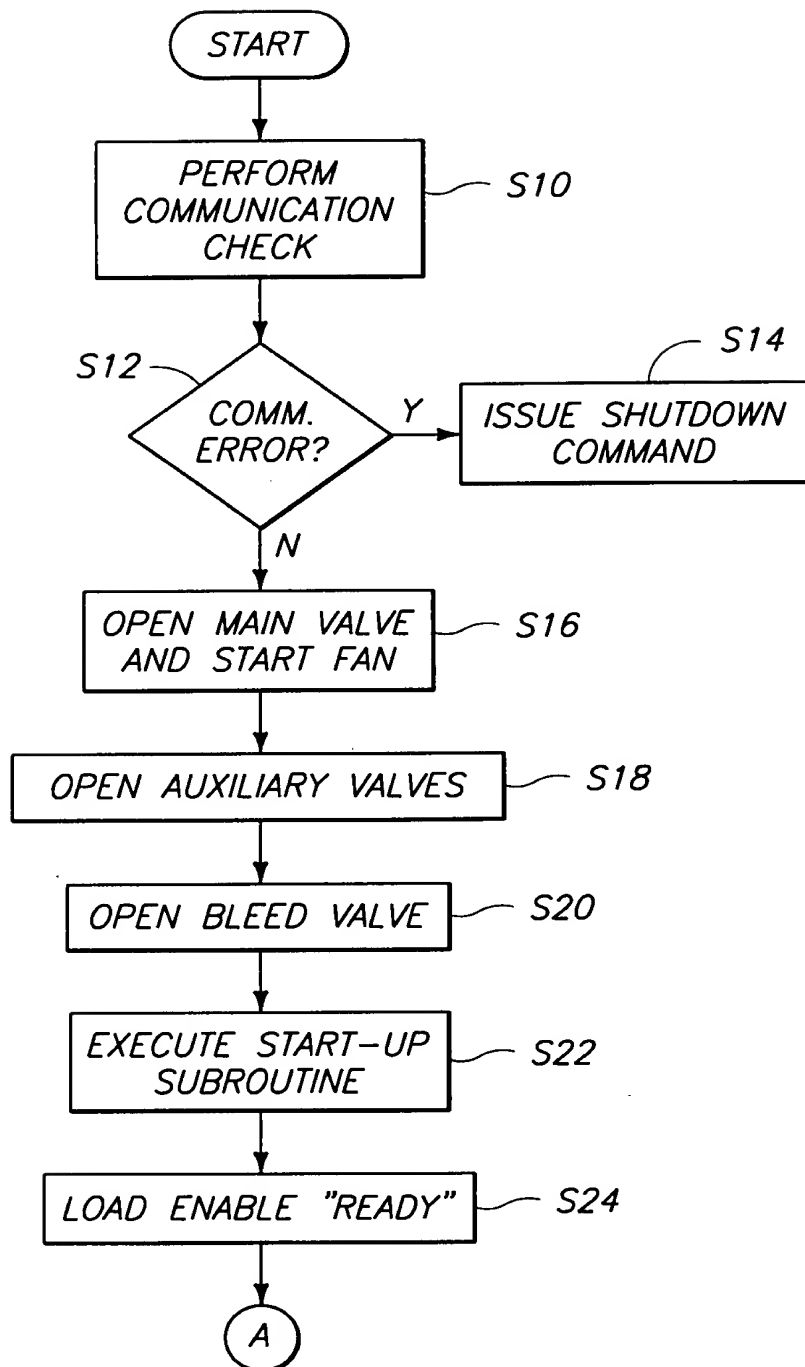 START
PERFORM
COMMUNICATION
CHECK
S10
S12
COMM.
ERROR?
Y
S14
ISSUE SHUTDOWN
COMMAND
N
OPEN MAIN VALVE
AND START FAN
S16
OPEN AUXILIARY VALVES
S18
OPEN BLEED VALVE
S20
EXECUTE START-UP
SUBROUTINE
S22
LOAD ENABLE "READY"
S24
A